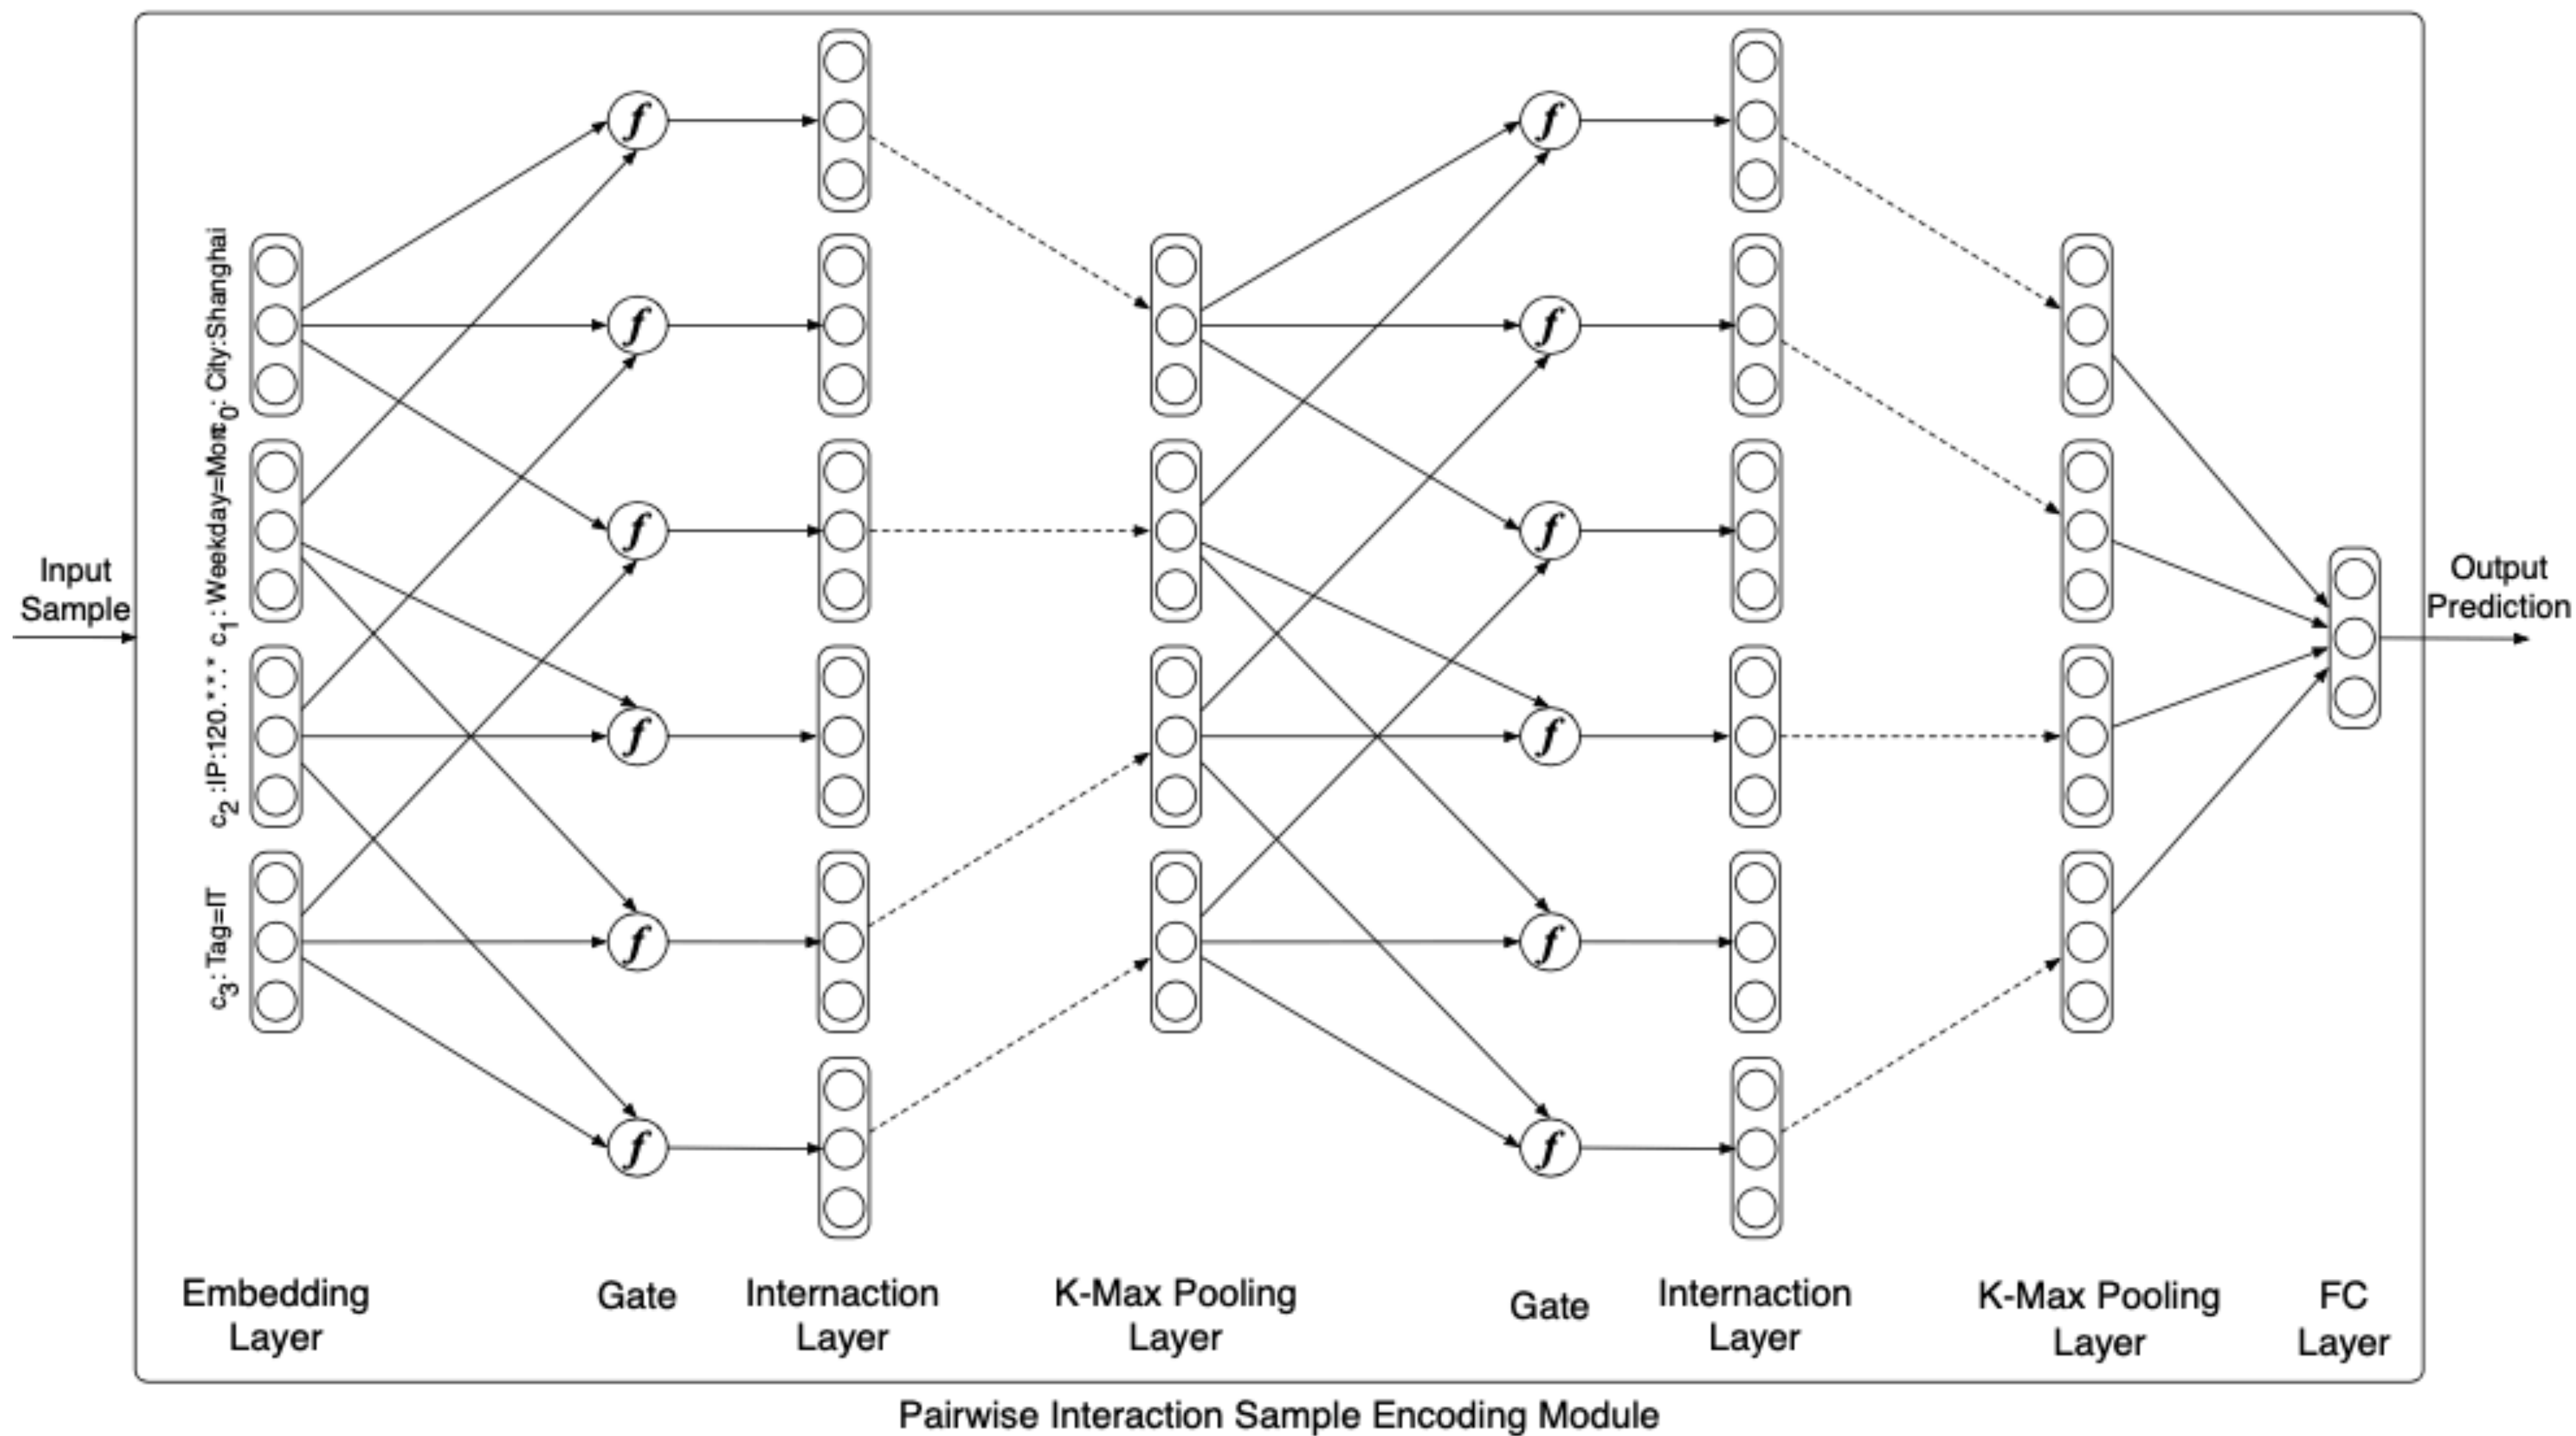 Input
Sample
c0: City:Shanghai
c1: Weekday=Mon
c2:IP:120.*.*.*
c3: Tag=IT
f
f
f
f
f
f
f
f
f
f
f
f
Output
Prediction
Embedding
Layer
Gate
Internaction
Layer
K-Max Pooling
Layer
Gate
Internaction
Layer
K-Max Pooling
Layer
FC
Layer
Pairwise Interaction Sample Encoding Module